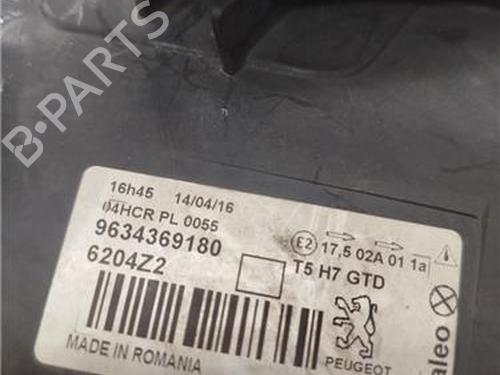 16h45 14/04/16
04HCR PL 0055
9634369180
6204Z2
E2 17,5 02A 01 1a
T5 H7 GTD
MADE IN ROMANIA
PEUGEOT
aleo
B-PARTS